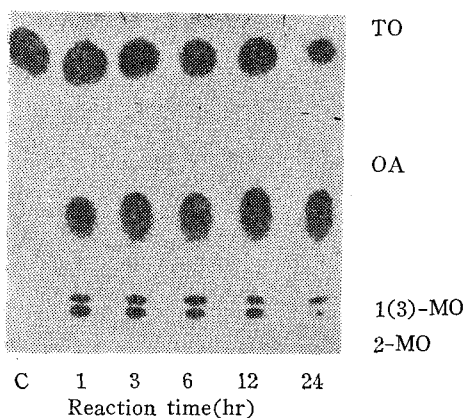 TO
OA
1(3)-MO
2-MO
C 1 3 6 12 24
Reaction time(hr)